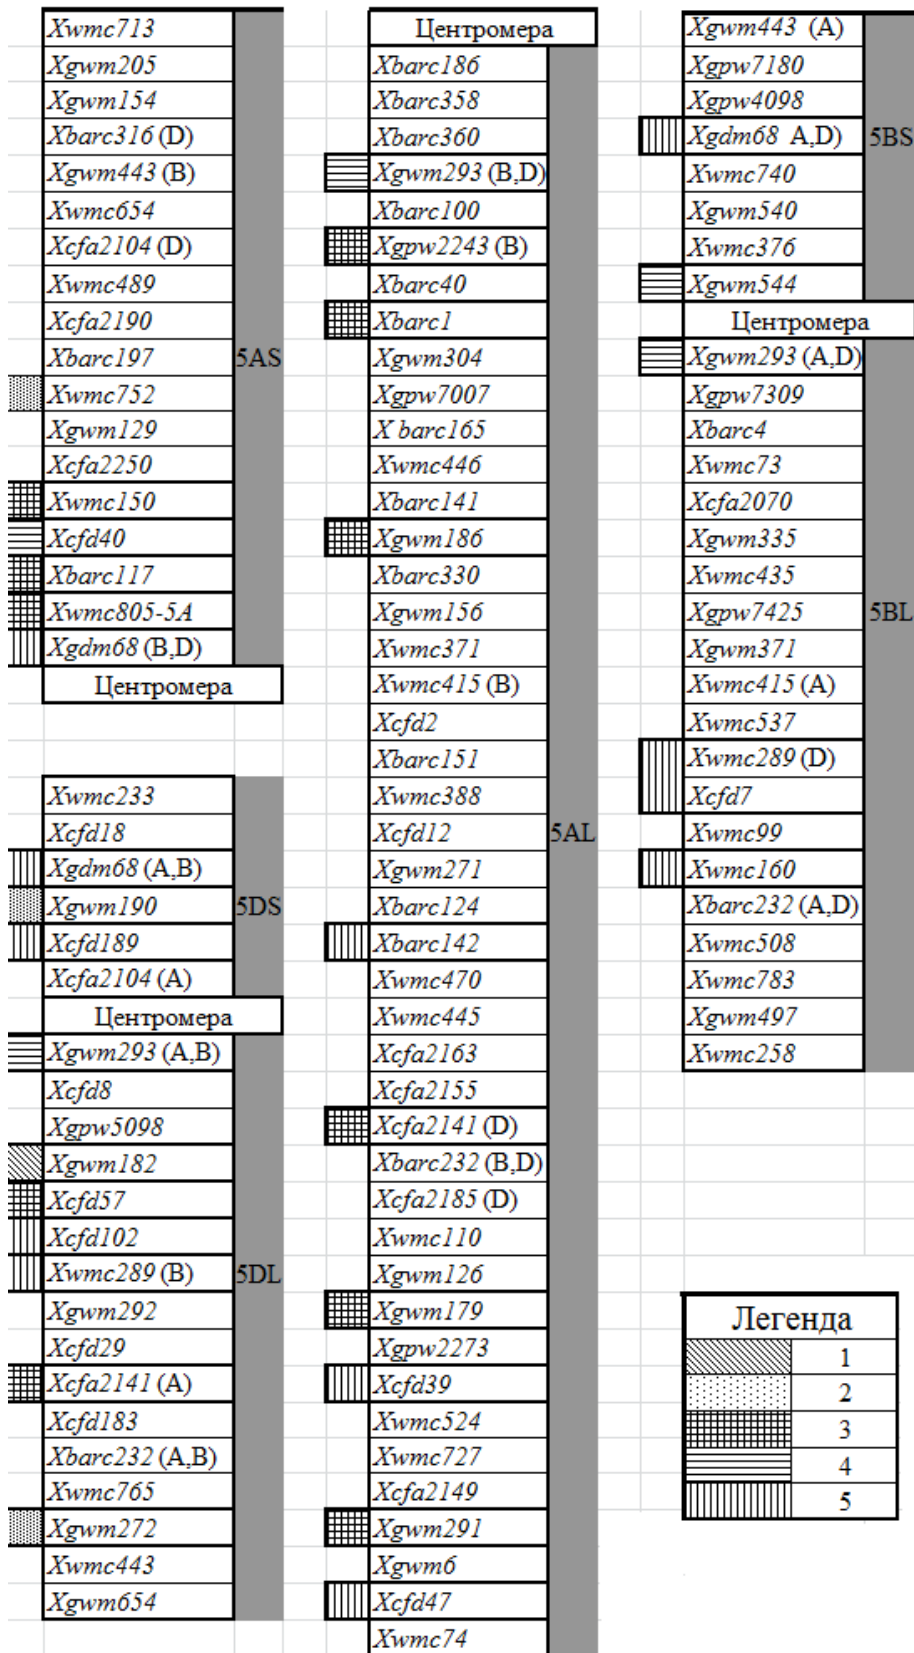 Xwmc713
Xgwm205
Xgwm154
Xbarc316 (D)
Xgwm443 (B)
Xwmc654
Xcfa2104 (D)
Xwmc489
Xcfa2190
Xbarc197
5AS
Xwmc752
Xgwm129
Xcfa2250
Xwmc150
Xcfd40
Xbarc117
Xwmc805-5A
Xgdm68 (B,D)
Центромера
Xwmc233
Xcfd18
Xgdm68 (A,B)
Xgwm190
5DS
Xcfd189
Xcfa2104 (A)
Центромера
Xgwm293 (A,B)
Xcfd8
Xgpw5098
Xgwm182
Xcfd57
Xcfd102
Xwmc289 (B)
5DL
Xgwm292
Xcfd29
Xcfa2141 (A)
Xcfd183
Xbarc232 (A,B)
Xwmc765
Xgwm272
Xwmc443
Xgwm654
Центромера
Xbarc186
Xbarc358
Xbarc360
Xgwm293 (B,D)
Xbarc100
Xgpw2243 (B)
Xbarc40
Xbarc1
Xgwm304
Xgpw7007
X barc165
Xwmc446
Xbarc141
Xgwm186
Xbarc330
Xgwm156
Xwmc371
Xwmc415 (B)
Xcfd2
Xbarc151
Xwmc388
Xcfd12
5AL
Xgwm271
Xbarc124
Xbarc142
Xwmc470
Xwmc445
Xcfa2163
Xcfa2155
Xcfa2141 (D)
Xbarc232 (B,D)
Xcfa2185 (D)
Xwmc110
Xgwm126
Xgwm179
Xgpw2273
Xcfd39
Xwmc524
Xwmc727
Xcfa2149
Xgwm291
Xgwm6
Xcfd47
Xwmc74
Xgwm443 (A)
Xgpw7180
Xgpw4098
Xgdm68 A,D)
5BS
Xwmc740
Xgwm540
Xwmc376
Xgwm544
Центромера
Xgwm293 (A,D)
Xgpw7309
Xbarc4
Xwmc73
Xcfa2070
Xgwm335
Xwmc435
Xgpw7425
5BL
Xgwm371
Xwmc415 (A)
Xwmc537
Xwmc289 (D)
Xcfd7
Xwmc99
Xwmc160
Xbarc232 (A,D)
Xwmc508
Xwmc783
Xgwm497
Xwmc258
Легенда
1
2
3
4
5